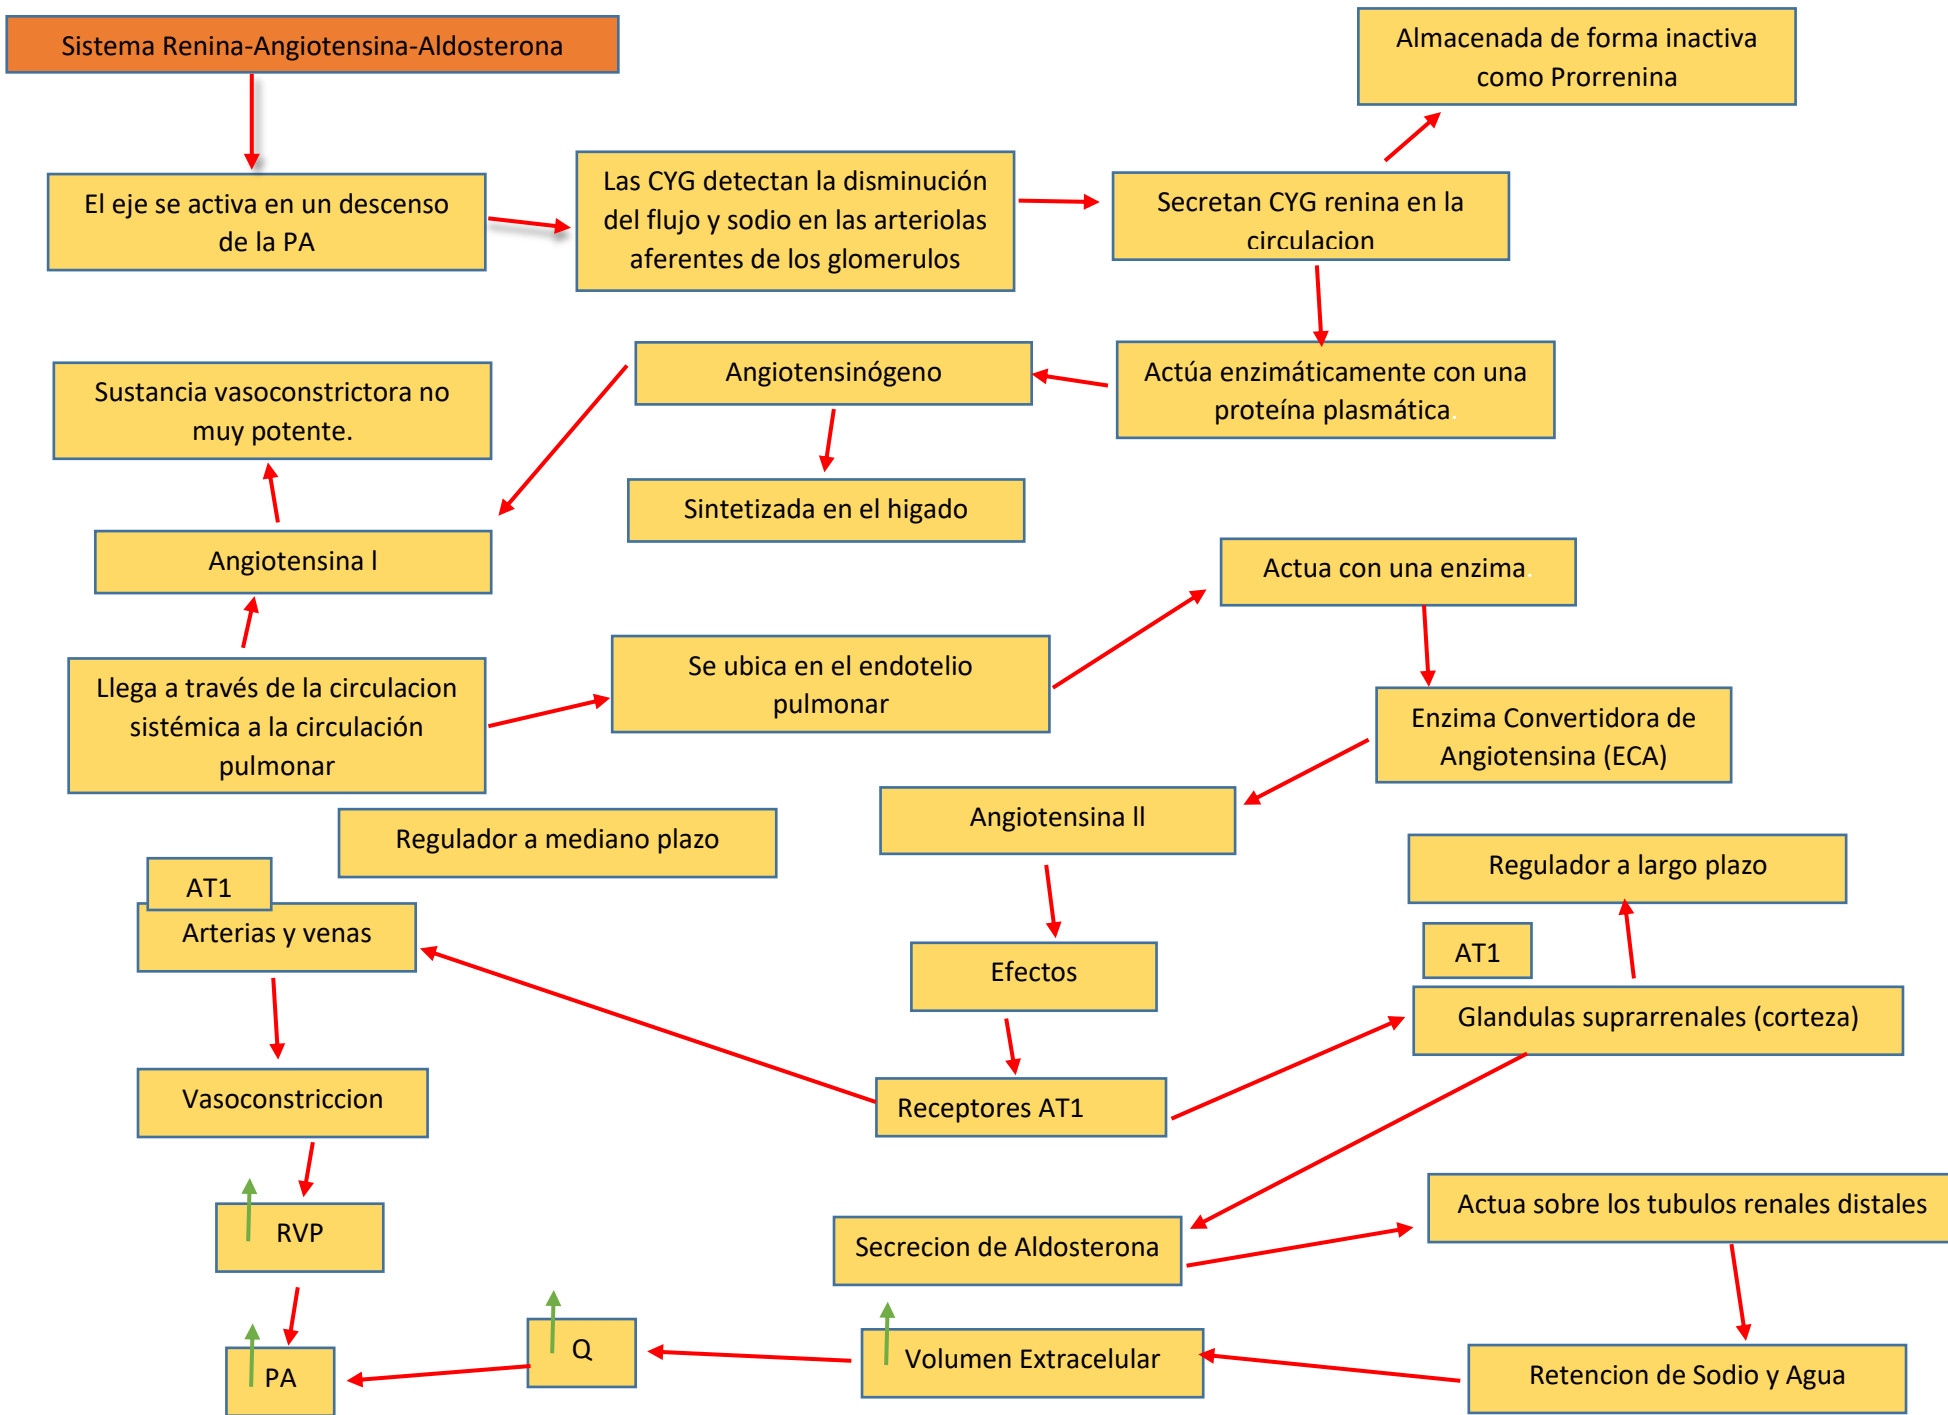 Sistema Renina-Angiotensina-Aldosterona
Almacenada de forma inactiva
como Prorrenina
El eje se activa en un descenso
de la PA
Las CYG detectan la disminución
del flujo y sodio en las arteriolas
aferentes de los glomerulos
Secretan CYG renina en la
circulacion
Actúa enzimáticamente con una
proteína plasmática.
Angiotensinógeno
Sintetizada en el higado
Sustancia vasoconstrictora no
muy potente.
Angiotensina l
Llega a través de la circulacion
sistémica a la circulación
pulmonar
Se ubica en el endotelio
pulmonar
Actua con una enzima.
Enzima Convertidora de
Angiotensina (ECA)
Angiotensina ll
Regulador a mediano plazo
Regulador a largo plazo
AT1
Arterias y venas
Efectos
AT1
Glandulas suprarrenales (corteza)
Vasoconstriccion
Receptores AT1
RVP
Secrecion de Aldosterona
Actua sobre los tubulos renales distales
PA
Q
Volumen Extracelular
Retencion de Sodio y Agua